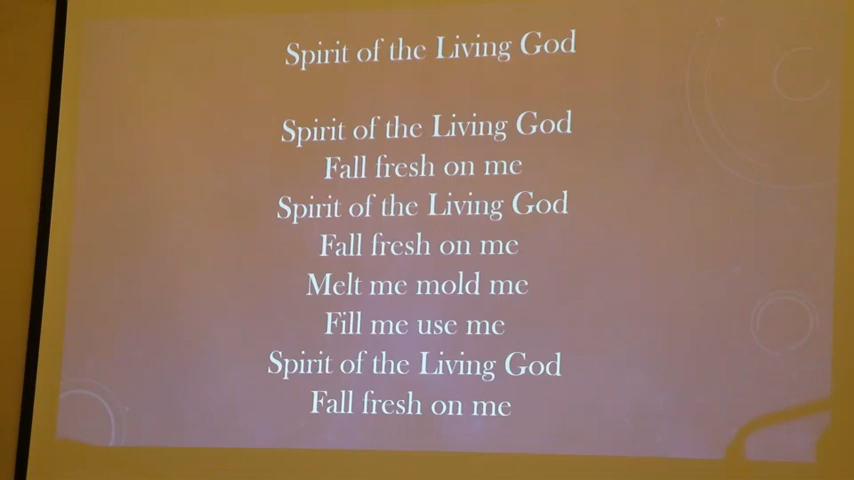 Spirit of the Living God
Spirit of the Living God
Fall fresh on me
Spirit of the Living God
Fall fresh on me
Melt me mold me
Fill me use me
Spirit of the Living God
Fall fresh on me